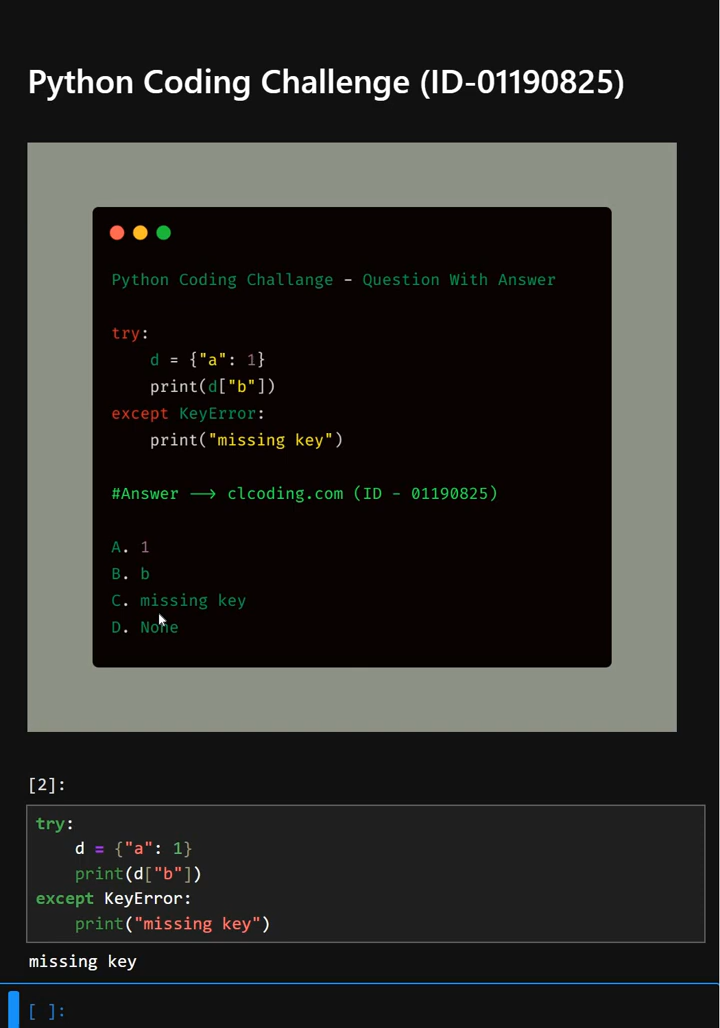 Python Coding Challenge (ID-01190825)
Python Coding Challange - Question With Answer
try:
    d = {"a": 1}
    print(d["b"])
except KeyError:
    print("missing key")
#Answer ⟶ clcoding.com (ID - 01190825)
A. 1
B. b
C. missing key
D. None
[2]:
try:
    d = {"a": 1}
    print(d["b"])
except KeyError:
    print("missing key")
missing key
[ ]: